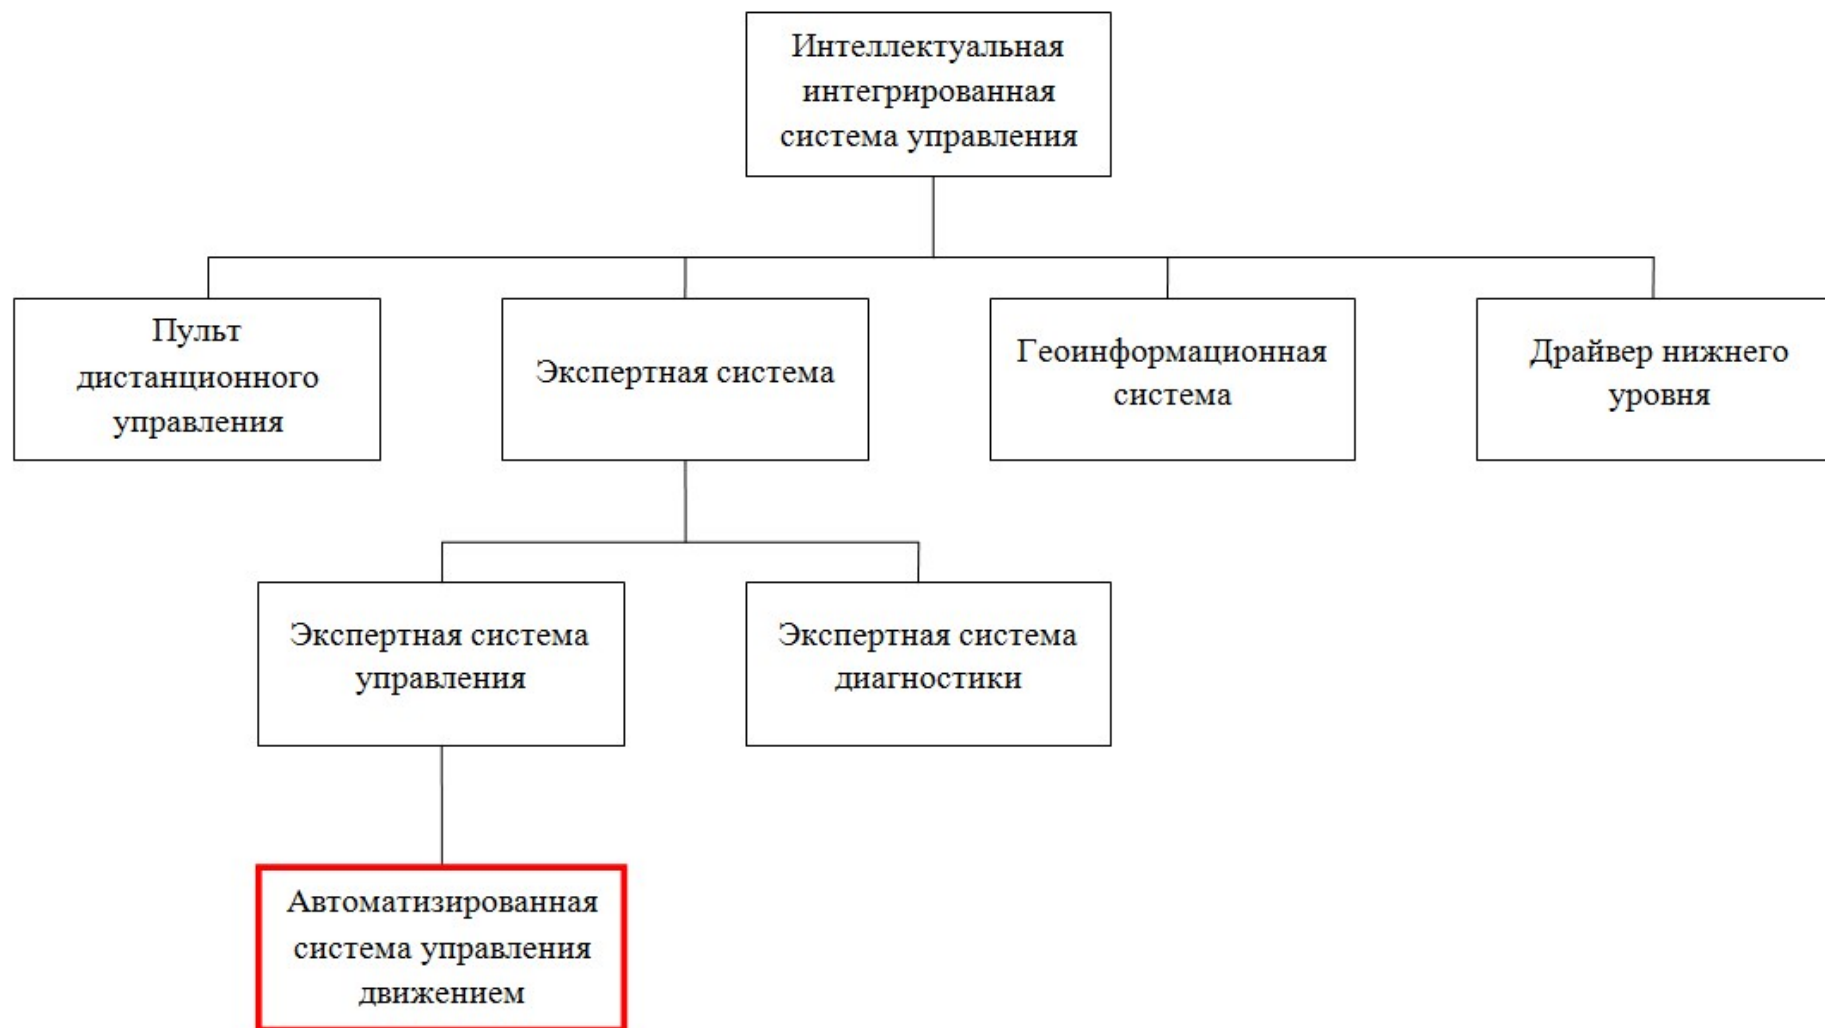 Интеллектуальная
интегрированная
система управления
Пульт
дистанционного
управления
Экспертная система
Геоинформационная
система
Драйвер нижнего
уровня
Экспертная система
управления
Экспертная система
диагностики
Автоматизированная
система управления
движением